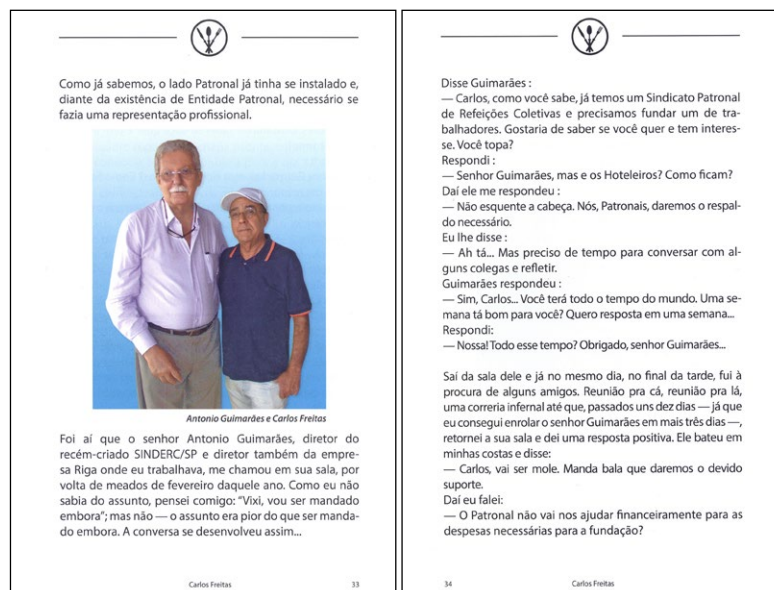 Como já sabemos, o lado Patronal já tinha se instalado e,
diante da existência de Entidade Patronal, necessário se
fazia uma representação profissional.
Antonio Guimarães e Carlos Freitas
Foi aí que o senhor Antonio Guimarães, diretor do
recém-criado SINDERC/SP e diretor também da empre-
sa Riga onde eu trabalhava, me chamou em sua sala, por
volta de meados de fevereiro daquele ano. Como eu não
sabia do assunto, pensei comigo: “Vixi, vou ser mandado
embora”; mas não — o assunto era pior do que ser manda-
do embora. A conversa se desenvolveu assim...
Carlos Freitas 33
Disse Guimarães :
— Carlos, como você sabe, já temos um Sindicato Patronal
de Refeições Coletivas e precisamos fundar um de tra-
balhadores. Gostaria de saber se você quer e tem interes-
se. Você topa?
Respondi :
— Senhor Guimarães, mas e os Hoteleiros? Como ficam?
Daí ele me respondeu :
— Não esquente a cabeça. Nós, Patronais, daremos o respal-
do necessário.
Eu lhe disse :
— Ah tá... Mas preciso de tempo para conversar com al-
guns colegas e refletir.
Guimarães respondeu :
— Sim, Carlos... Você terá todo o tempo do mundo. Uma se-
mana tá bom para você? Quero resposta em uma semana...
Respondi:
— Nossa! Todo esse tempo? Obrigado, senhor Guimarães...
Saí da sala dele e já no mesmo dia, no final da tarde, fui à
procura de alguns amigos. Reunião pra cá, reunião pra lá,
uma correria infernal até que, passados uns dez dias — já que
eu consegui enrolar o senhor Guimarães em mais três dias —,
retornei a sua sala e dei uma resposta positiva. Ele bateu em
minhas costas e disse:
— Carlos, vai ser mole. Manda bala que daremos o devido
suporte.
Daí eu falei:
— O Patronal não vai nos ajudar financeiramente para as
despesas necessárias para a fundação?
34 Carlos Freitas